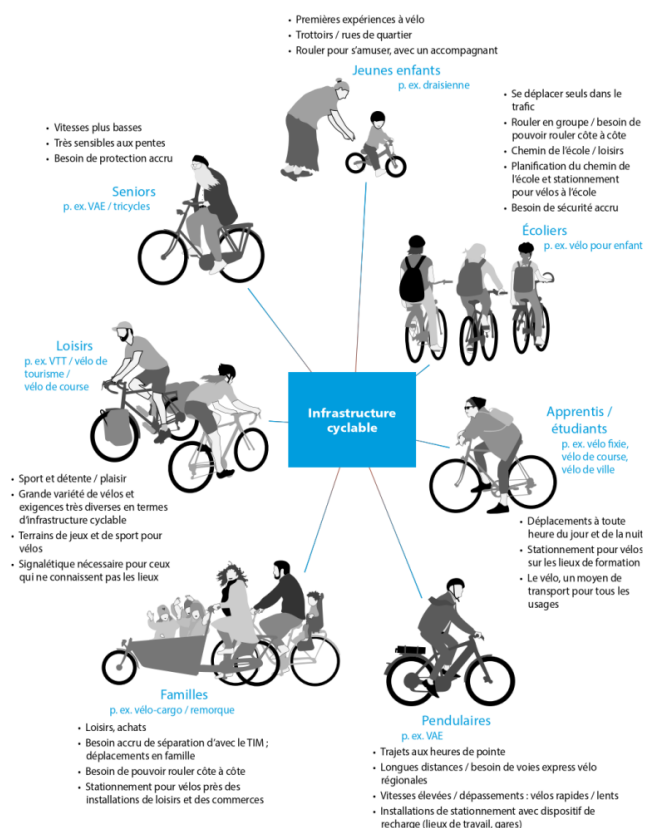 • Premières expériences à vélo
• Trottoirs / rues de quartier
• Rouler pour s'amuser, avec un accompagnant
Jeunes enfants
p. ex. draisienne
• Se déplacer seuls dans le
trafic
• Rouler en groupe / besoin de
pouvoir rouler côte à côte
• Chemin de l'école / loisirs
• Planification du chemin de
l'école et stationnement
pour vélos à l'école
• Besoin de sécurité accru
Écoliers
p. ex. vélo pour enfant
• Vitesses plus basses
• Très sensibles aux pentes
• Besoin de protection accru
Seniors
p. ex. VAE / tricycles
Loisirs
p. ex. VTT / vélo de
tourisme /
vélo de course
• Sport et détente / plaisir
• Grande variété de vélos et
exigences très diverses en termes
d'infrastructure cyclable
• Terrains de jeux et de sport pour
vélos
• Signalétique nécessaire pour ceux
qui ne connaissent pas les lieux
Infrastructure
cyclable
Apprentis /
étudiants
p. ex. vélo fixie,
vélo de course,
vélo de ville
• Déplacements à toute
heure du jour et de la nuit
• Stationnement pour vélos
sur les lieux de formation
• Le vélo, un moyen de
transport pour tous les
usages
Familles
p. ex. vélo-cargo / remorque
• Loisirs, achats
• Besoin accru de séparation d'avec le TIM ;
déplacements en famille
• Besoin de pouvoir rouler côte à côte
• Stationnement pour vélos près des
installations de loisirs et des commerces
Pendulaires
p. ex. VAE
• Trajets aux heures de pointe
• Longues distances / besoin de voies express vélo
régionales
• Vitesses élevées / dépassements : vélos rapides / lents
• Installations de stationnement avec dispositif de
recharge (lieux de travail, gares)